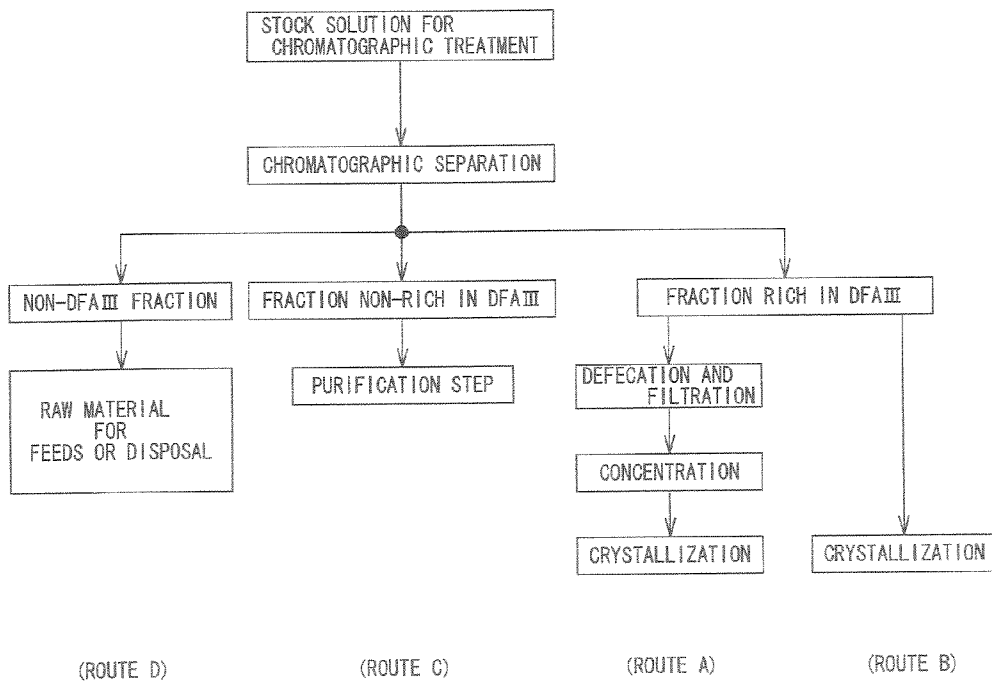 STOCK SOLUTION FOR
CHROMATOGRAPHIC TREATMENT
CHROMATOGRAPHIC SEPARATION
NON-DFAⅢ FRACTION
FRACTION NON-RICH IN DFAⅢ
FRACTION RICH IN DFAⅢ
RAW MATERIAL
FOR
FEEDS OR DISPOSAL
PURIFICATION STEP
DEFECATION AND
FILTRATION
CONCENTRATION
CRYSTALLIZATION
CRYSTALLIZATION
(ROUTE D)
(ROUTE C)
(ROUTE A)
(ROUTE B)